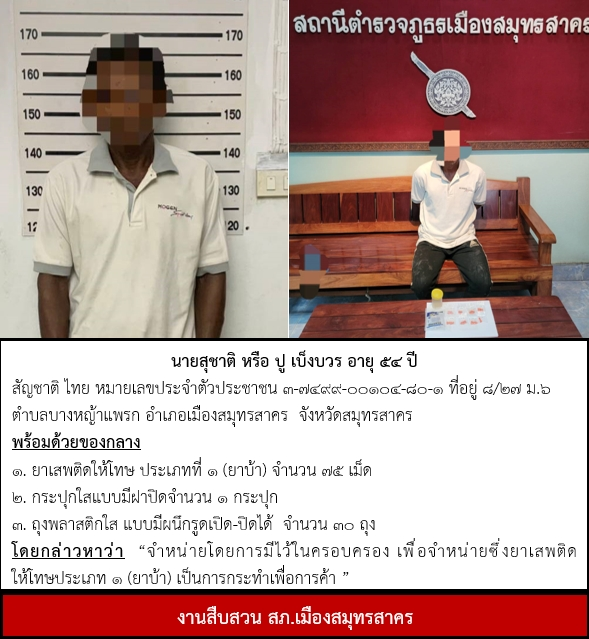 170 170
160 160
150 150
140 140
130 130
120
สถานีตำรวจภูธรเมืองสมุทรสาคร
นายสุชาติ หรือ ปู เบ็งบวร อายุ ๕๔ ปี
สัญชาติ ไทย หมายเลขประจำตัวประชาชน ๓-๗๔๙๙-๐๐๑๐๔-๘๐-๑ ที่อยู่ ๘/๒๗ ม.๖
ตำบลบางหญ้าแพรก อำเภอเมืองสมุทรสาคร จังหวัดสมุทรสาคร
พร้อมด้วยของกลาง
๑. ยาเสพติดให้โทษ ประเภทที่ ๑ (ยาบ้า) จำนวน ๗๕ เม็ด
๒. กระปุกใสแบบมีฝาปิดจำนวน ๑ กระปุก
๓. ถุงพลาสติกใส แบบมีผนึกรูดเปิด-ปิดได้ จำนวน ๓๐ ถุง
โดยกล่าวหาว่า “จำหน่ายโดยการมีไว้ในครอบครอง เพื่อจำหน่ายซึ่งยาเสพติด
ให้โทษประเภท ๑ (ยาบ้า) เป็นการกระทำเพื่อการค้า ”
งานสืบสวน สภ.เมืองสมุทรสาคร